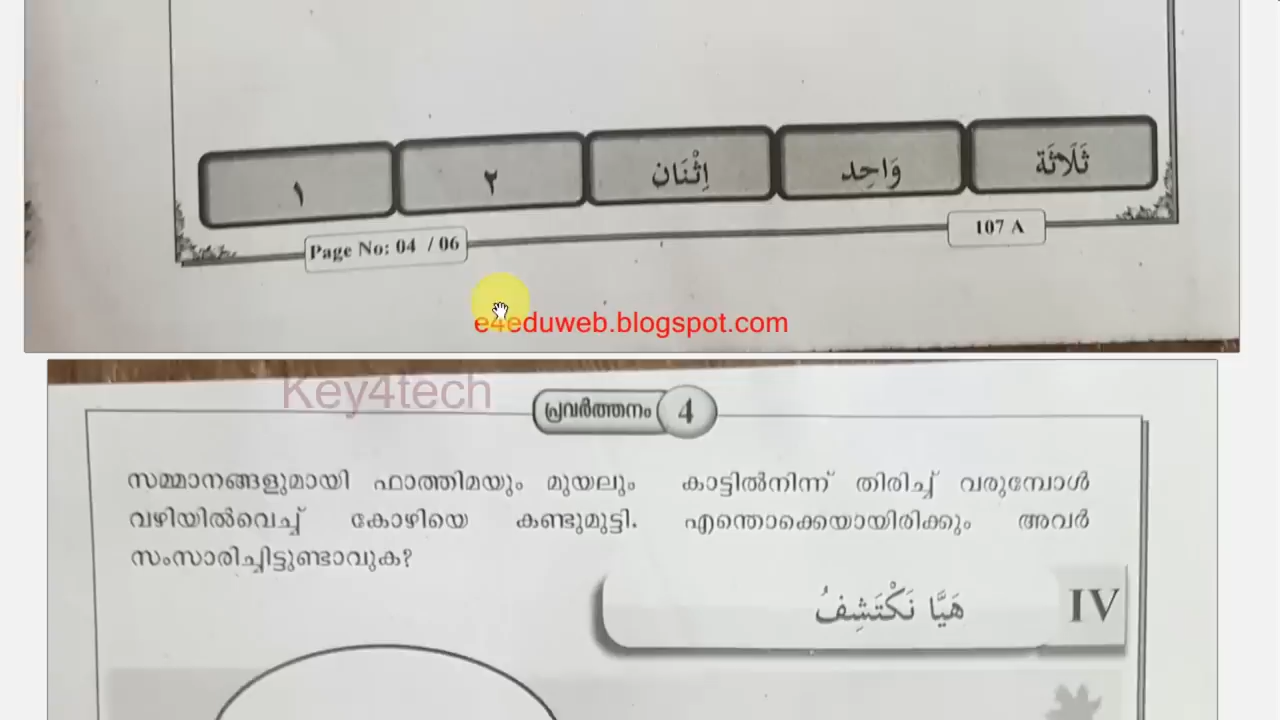 ثَلَاثَة
وَاحِد
اِثْنَان
٢
١
Page No: 04 / 06
107 A
e4eduweb.blogspot.com
Key4tech
പ്രവർത്തനം 4
സമ്മാനങ്ങളുമായി ഫാത്തിമയും മുയലും കാട്ടിൽനിന്ന് തിരിച്ച് വരുമ്പോൾ
വഴിയിൽവെച്ച് കോഴിയെ കണ്ടുമുട്ടി. എന്തൊക്കെയായിരിക്കും അവർ
സംസാരിച്ചിട്ടുണ്ടാവുക?
IV هَيَّا نَكْتَشِفُ